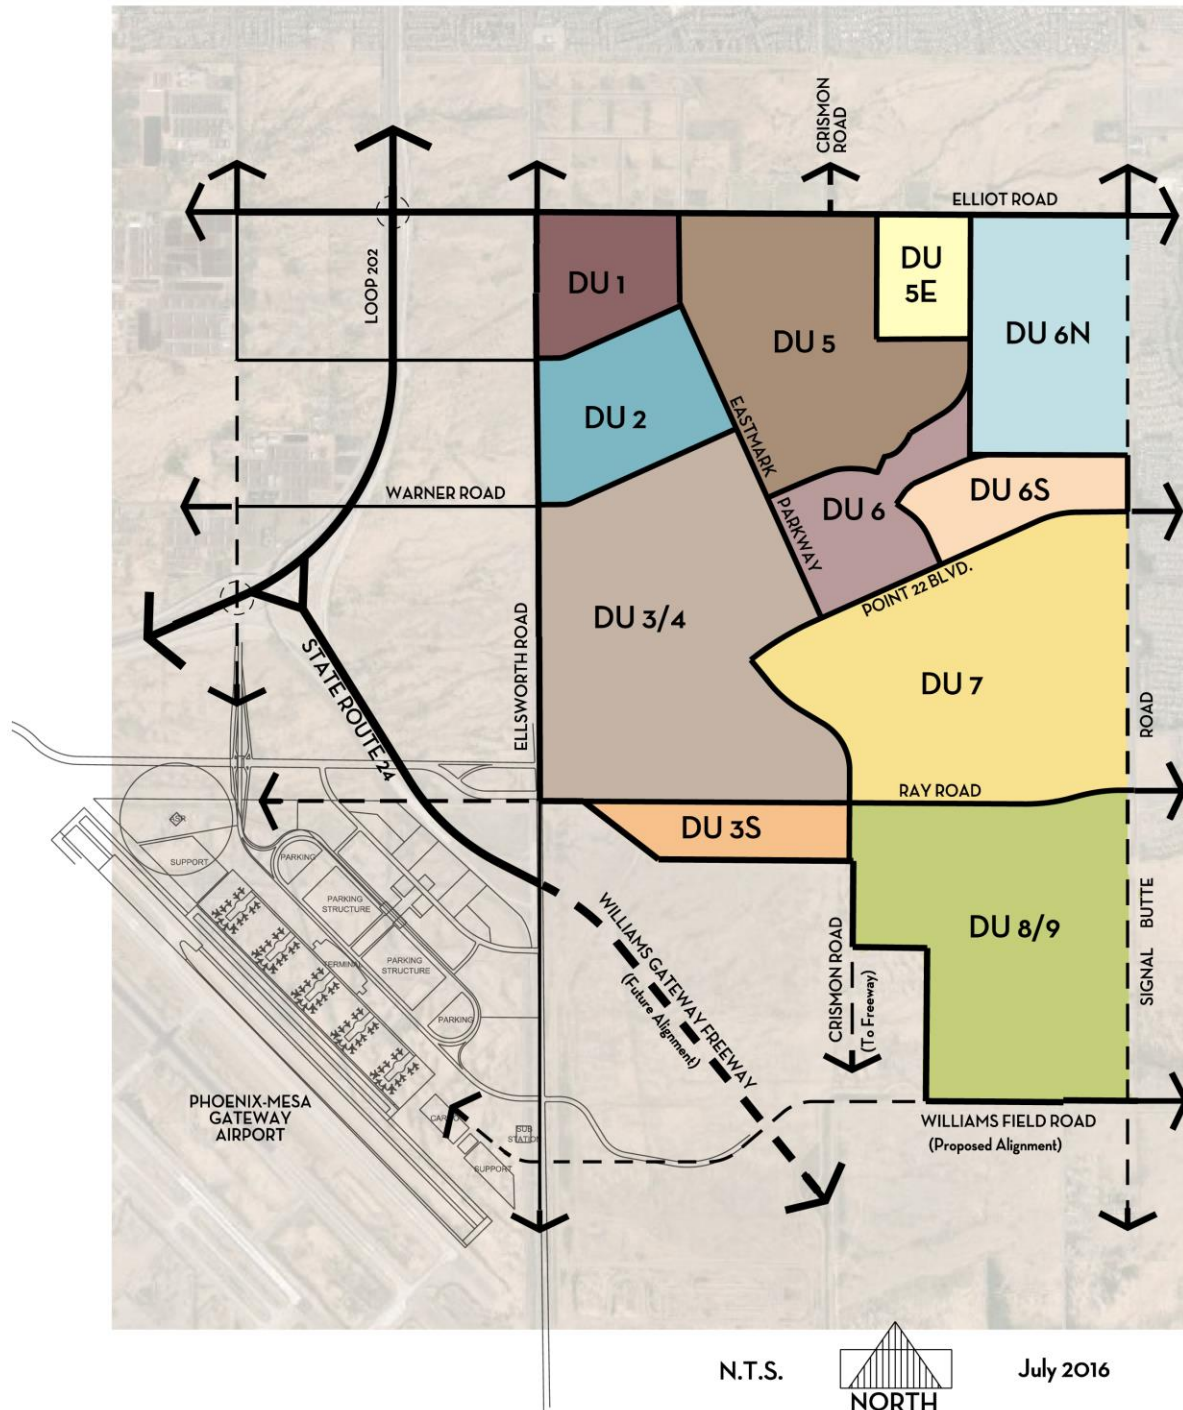 CRISMON
ROAD
ELLIOT ROAD
LOOP 202
DU 1
DU
5E
DU 5
DU 6N
DU 2
EASTMARK
PARKWAY
WARNER ROAD
DU 6S
DU 6
POINT 22 BLVD.
DU 3/4
ELLSWORTH ROAD
STATE ROUTE 24
DU 7
ROAD
RAY ROAD
DU 3S
ASR
SUPPORT
PARKING
PARKING
STRUCTURE
TERMINAL
PARKING
STRUCTURE
PARKING
WILLIAMS GATEWAY FREEWAY
(Future Alignment)
CRISMON ROAD
(To Freeway)
DU 8/9
SIGNAL BUTTE
PHOENIX-MESA
GATEWAY
AIRPORT
SUB
STATION
SUPPORT
WILLIAMS FIELD ROAD
(Proposed Alignment)
N.T.S.
NORTH
July 2016